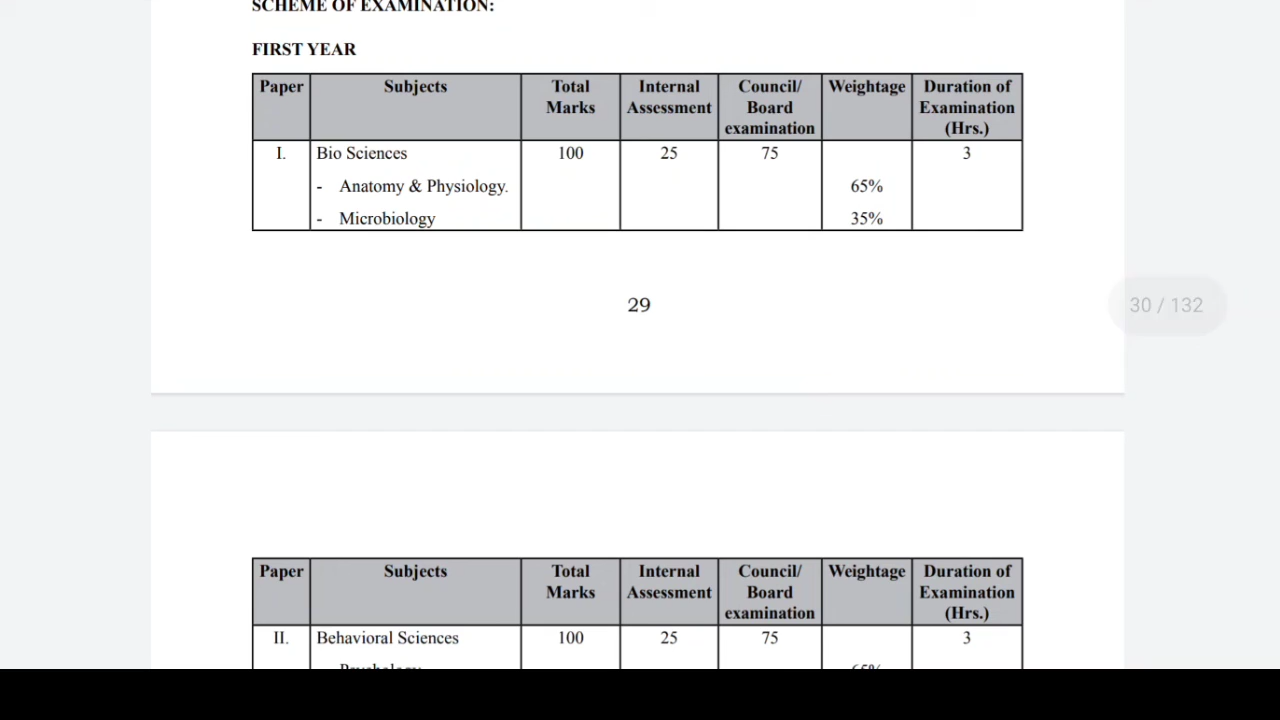 SCHEME OF EXAMINATION:
FIRST YEAR
Paper Subjects Total Marks Internal Assessment Council/ Board examination Weightage Duration of Examination (Hrs.)
I. Bio Sciences 100 25 75 3
- Anatomy & Physiology. 65%
- Microbiology 35%
29
30 / 132
Paper Subjects Total Marks Internal Assessment Council/ Board examination Weightage Duration of Examination (Hrs.)
II. Behavioral Sciences 100 25 75 3
Psychology 65%